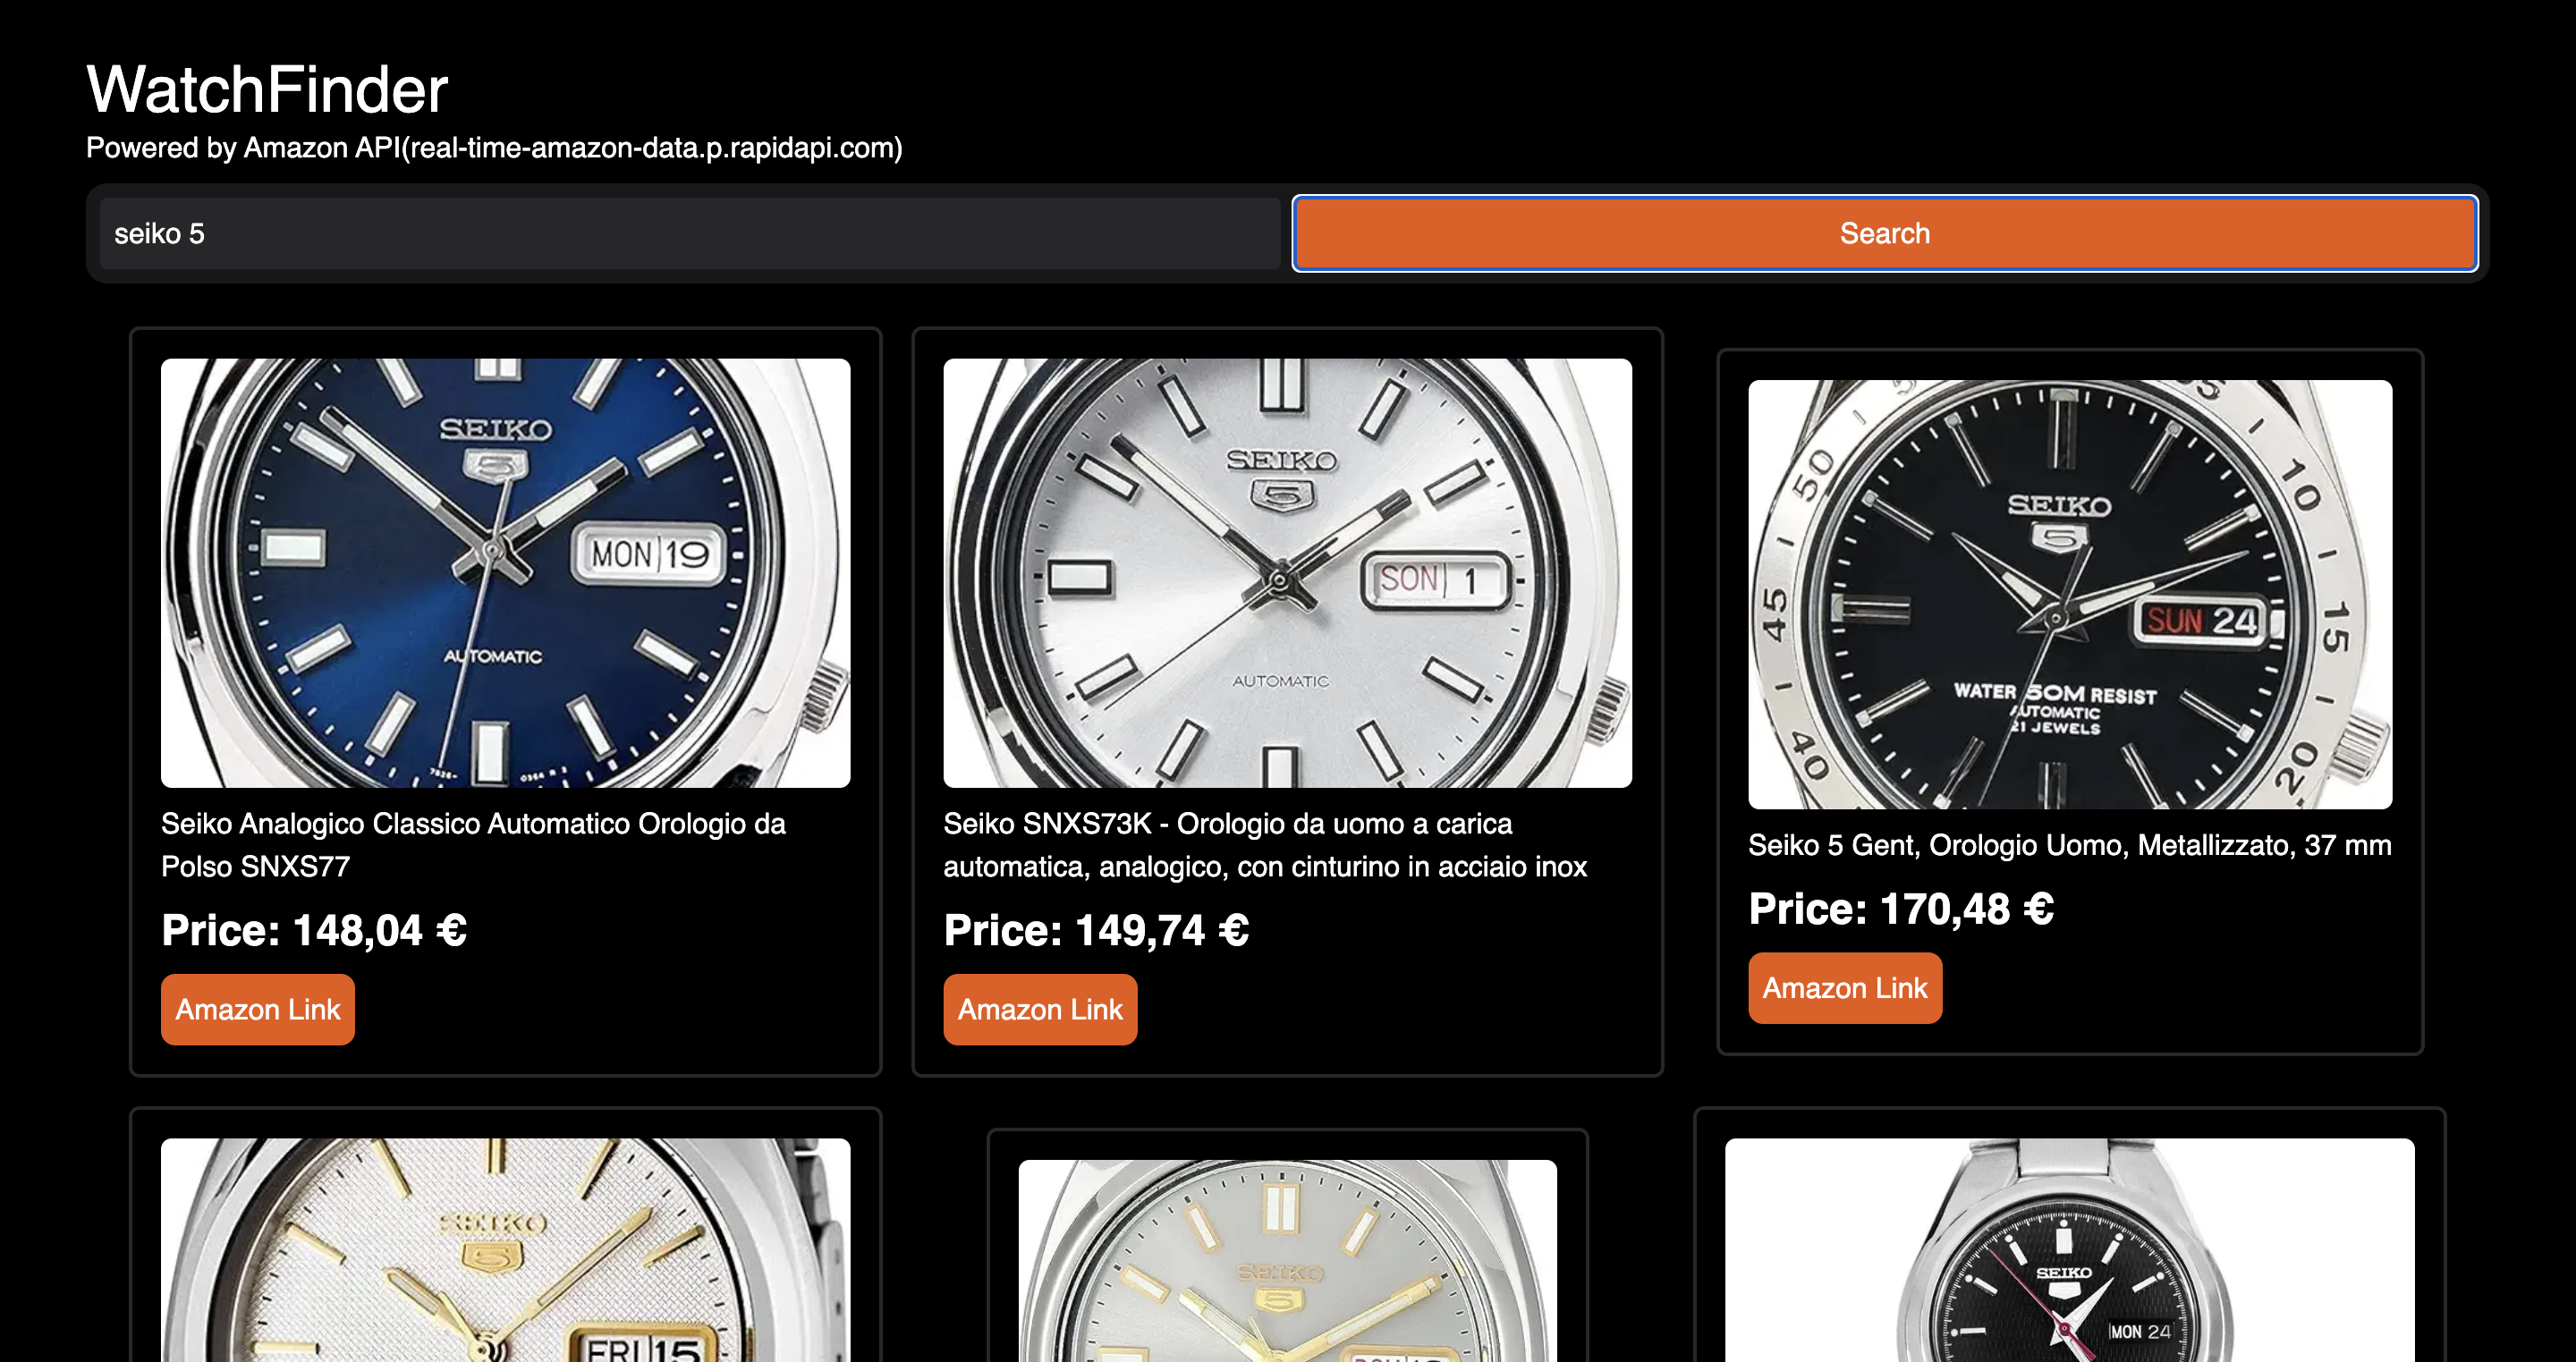 WatchFinder
Powered by Amazon API(real-time-amazon-data.p.rapidapi.com)
seiko 5
Search
SEIKO
5
MON 19
AUTOMATIC
Seiko Analogico Classico Automatico Orologio da
Polso SNXS77
Price: 148,04 €
Amazon Link
SEIKO
5
SON 1
AUTOMATIC
Seiko SNXS73K - Orologio da uomo a carica
automatica, analogico, con cinturino in acciaio inox
Price: 149,74 €
Amazon Link
50
10
SEIKO
5
45
SUN 24
15
WATER 50M RESIST
AUTOMATIC
21 JEWELS
40
20
Seiko 5 Gent, Orologio Uomo, Metallizzato, 37 mm
Price: 170,48 €
Amazon Link
SEIKO
5
FRI 15
SEIKO
5
SEIKO
MON 24